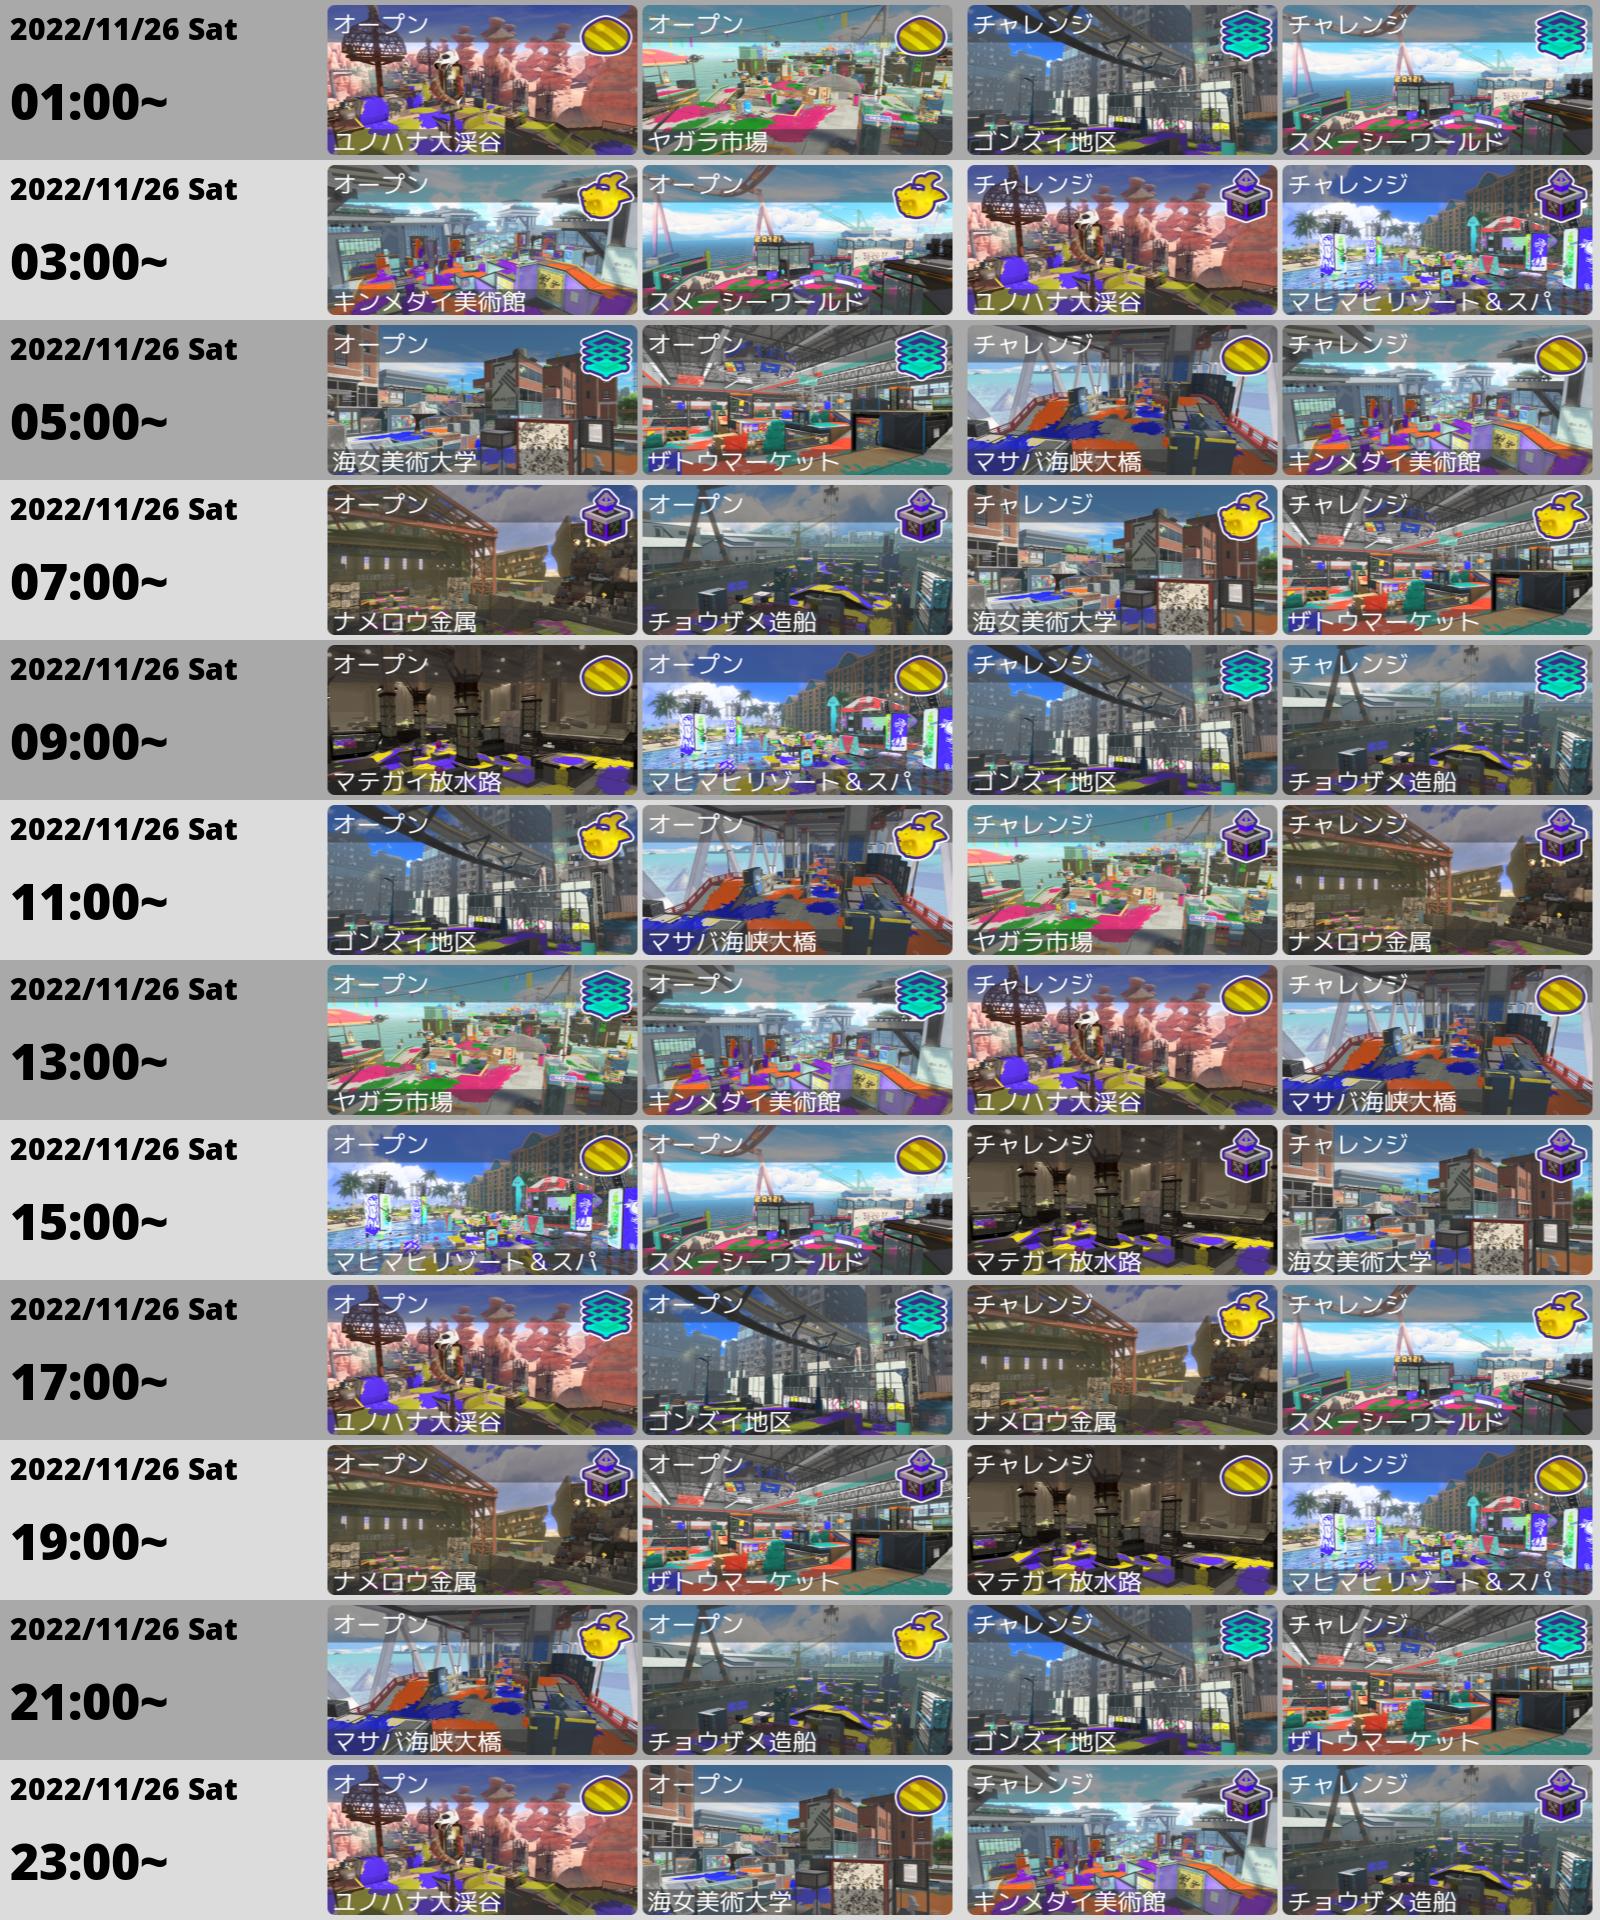 2022/11/26 Sat
01:00~
オープン
ユノハナ大渓谷
オープン
ヤガラ市場
チャレンジ
ゴンズイ地区
チャレンジ
スメーシーワールド
2022/11/26 Sat
03:00~
オープン
キンメダイ美術館
オープン
スメーシーワールド
チャレンジ
ユノハナ大渓谷
チャレンジ
マヒマヒリゾート＆スパ
2022/11/26 Sat
05:00~
オープン
海女美術大学
オープン
ザトウマーケット
チャレンジ
マサバ海峡大橋
チャレンジ
キンメダイ美術館
2022/11/26 Sat
07:00~
オープン
ナメロウ金属
オープン
チョウザメ造船
チャレンジ
海女美術大学
チャレンジ
ザトウマーケット
2022/11/26 Sat
09:00~
オープン
マテガイ放水路
オープン
マヒマヒリゾート＆スパ
チャレンジ
ゴンズイ地区
チャレンジ
チョウザメ造船
2022/11/26 Sat
11:00~
オープン
ゴンズイ地区
オープン
マサバ海峡大橋
チャレンジ
ヤガラ市場
チャレンジ
ナメロウ金属
2022/11/26 Sat
13:00~
オープン
ヤガラ市場
オープン
キンメダイ美術館
チャレンジ
ユノハナ大渓谷
チャレンジ
マサバ海峡大橋
2022/11/26 Sat
15:00~
オープン
マヒマヒリゾート＆スパ
オープン
スメーシーワールド
チャレンジ
マテガイ放水路
チャレンジ
海女美術大学
2022/11/26 Sat
17:00~
オープン
ユノハナ大渓谷
オープン
ゴンズイ地区
チャレンジ
ナメロウ金属
チャレンジ
スメーシーワールド
2022/11/26 Sat
19:00~
オープン
ナメロウ金属
オープン
ザトウマーケット
チャレンジ
マテガイ放水路
チャレンジ
マヒマヒリゾート＆スパ
2022/11/26 Sat
21:00~
オープン
マサバ海峡大橋
オープン
チョウザメ造船
チャレンジ
ゴンズイ地区
チャレンジ
ザトウマーケット
2022/11/26 Sat
23:00~
オープン
ユノハナ大渓谷
オープン
海女美術大学
チャレンジ
キンメダイ美術館
チャレンジ
チョウザメ造船